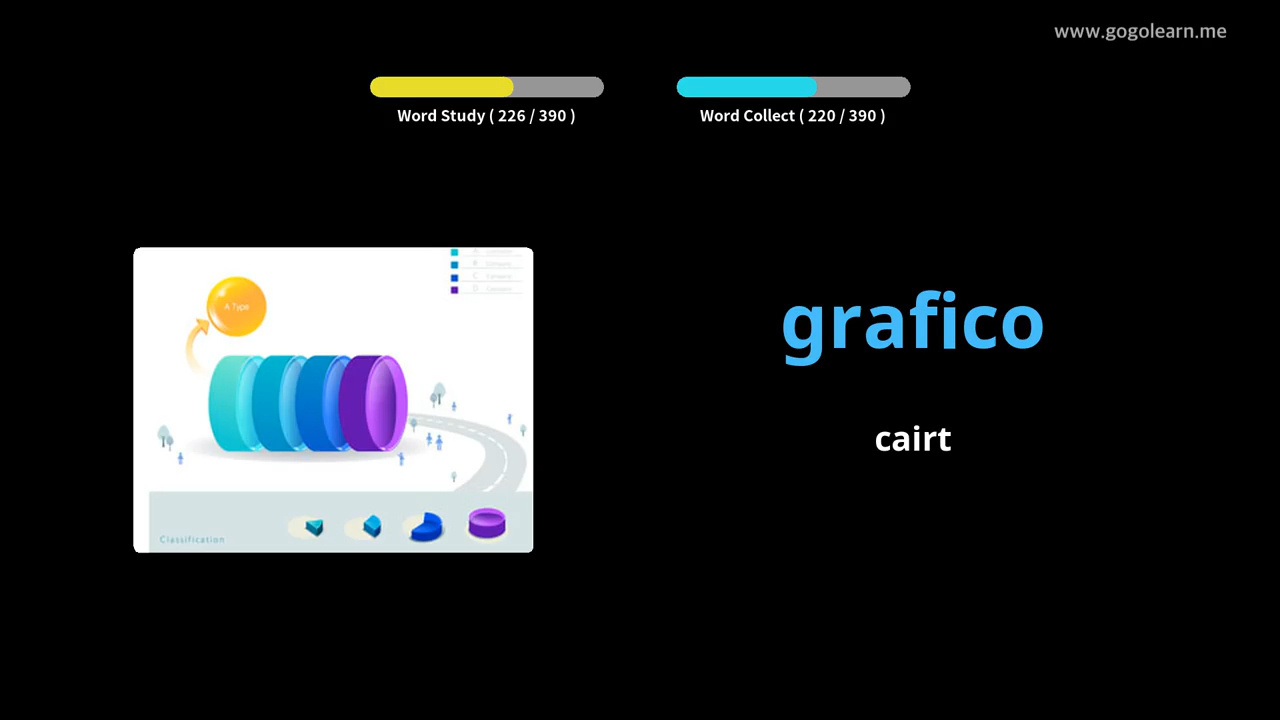 www.gogolearn.me
Word Study ( 226 / 390 )
Word Collect ( 220 / 390 )
A Type
A
B
C
D
Classification
grafico
cairt